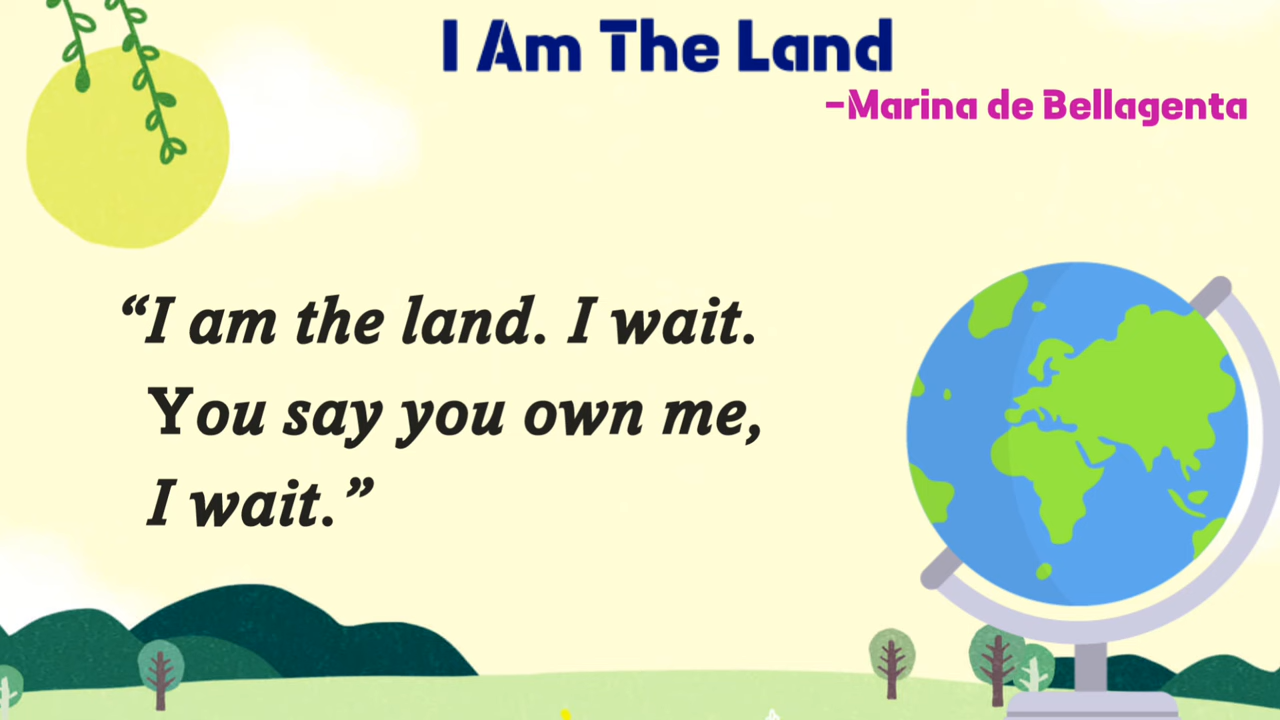 I Am The Land
-Marina de Bellagenta
“I am the land. I wait.
You say you own me,
I wait.”